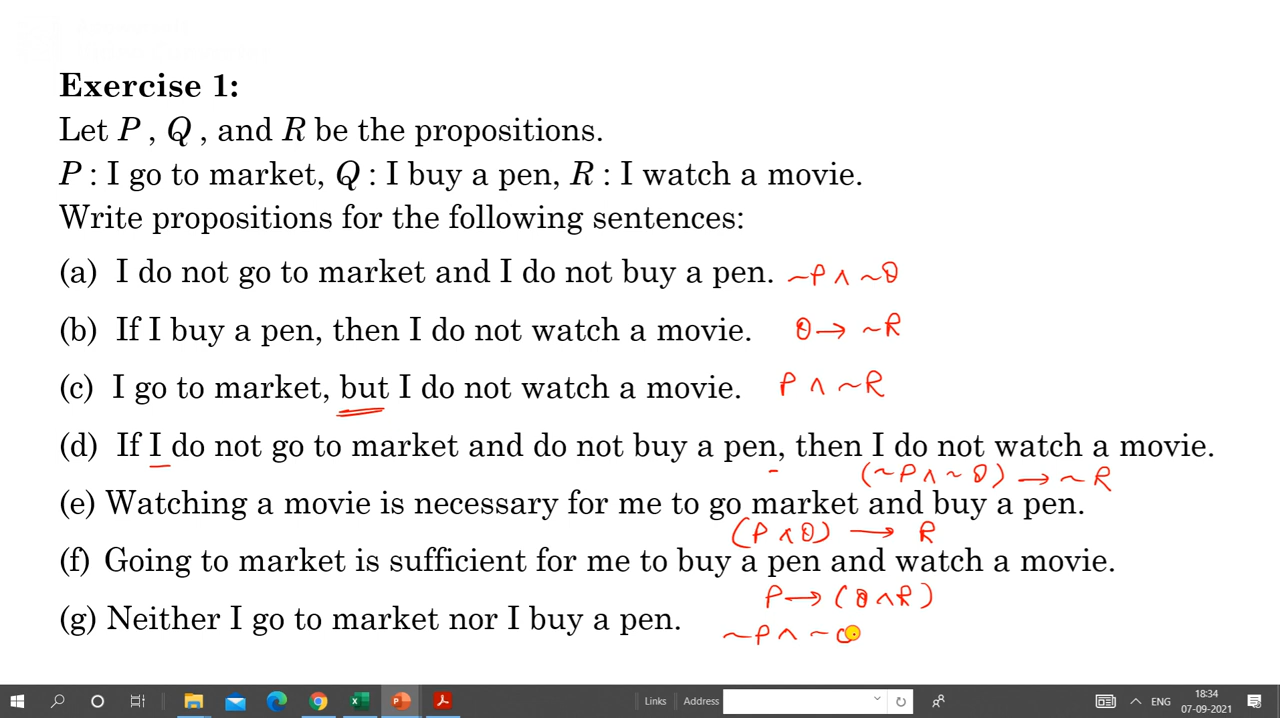 Exercise 1:
Let P , Q , and R be the propositions.
P : I go to market, Q : I buy a pen, R : I watch a movie.
Write propositions for the following sentences:
(a) I do not go to market and I do not buy a pen. ~P ∧ ~Q
(b) If I buy a pen, then I do not watch a movie. Q → ~R
(c) I go to market, but I do not watch a movie. P ∧ ~R
(d) If I do not go to market and do not buy a pen, then I do not watch a movie.
(~P ∧ ~Q) → ~R
(e) Watching a movie is necessary for me to go market and buy a pen.
(P ∧ Q) → R
(f) Going to market is sufficient for me to buy a pen and watch a movie.
P → (Q ∧ R)
(g) Neither I go to market nor I buy a pen.
~P ∧ ~
Links Address ENG 18:34
07-09-2021